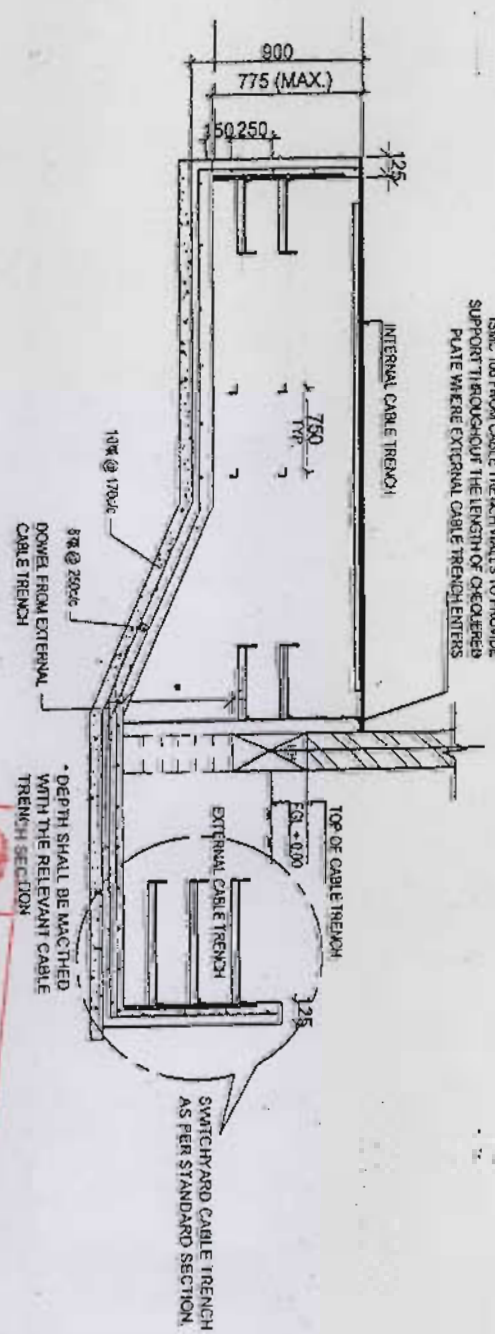 ISMC 100 FROM CABLE TRENCH WALLS TO PROVIDE
SUPPORT THROUGHOUT THE LENGTH OF CHEQUERED
PLATE WHERE EXTERNAL CABLE TRENCH ENTERS
900
775 (MAX.)
150 250
125
INTERNAL CABLE TRENCH
750
TYP.
TOP OF CABLE TRENCH
FGL + 0.00
EXTERNAL CABLE TRENCH
125
10Φ @ 170c/c
8Φ @ 250c/c
DOWEL FROM EXTERNAL
CABLE TRENCH
*
* DEPTH SHALL BE MACTHED
WITH THE RELEVANT CABLE
TRENCH SECTION
SWITCHYARD CABLE TRENCH
AS PER STANDARD SECTION.